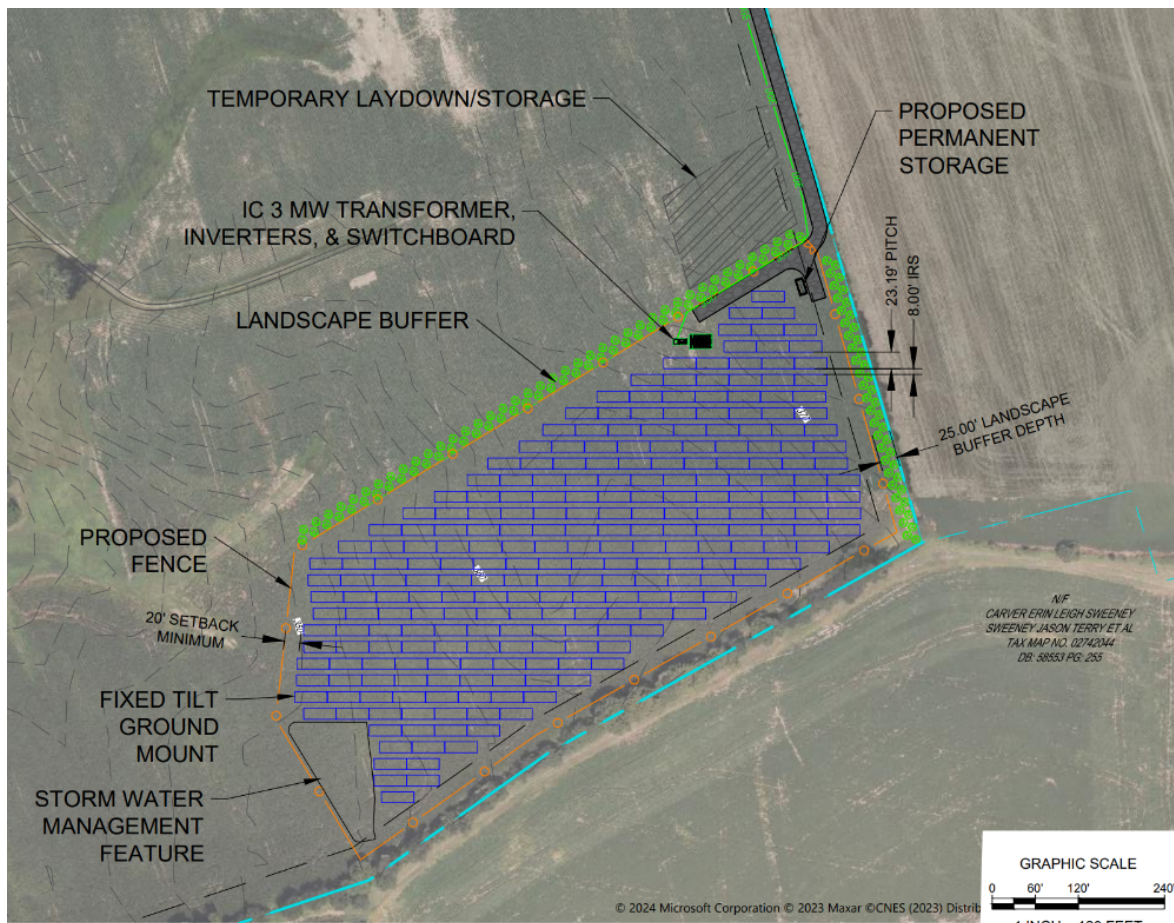 TEMPORARY LAYDOWN/STORAGE
PROPOSED
PERMANENT
STORAGE
IC 3 MW TRANSFORMER,
INVERTERS, & SWITCHBOARD
23.19' PITCH
8.00' IRS
LANDSCAPE BUFFER
25.00' LANDSCAPE
BUFFER DEPTH
PROPOSED
FENCE
20' SETBACK
MINIMUM
N/F
CARVER ERIN LEIGH SWEENEY
SWEENEY JASON TERRY ET AL
TAX MAP NO. 02742044
DB: 58553 PG: 255
FIXED TILT
GROUND
MOUNT
STORM WATER
MANAGEMENT
FEATURE
GRAPHIC SCALE
0 60' 120' 240'
© 2024 Microsoft Corporation © 2023 Maxar ©CNES (2023) Distrib